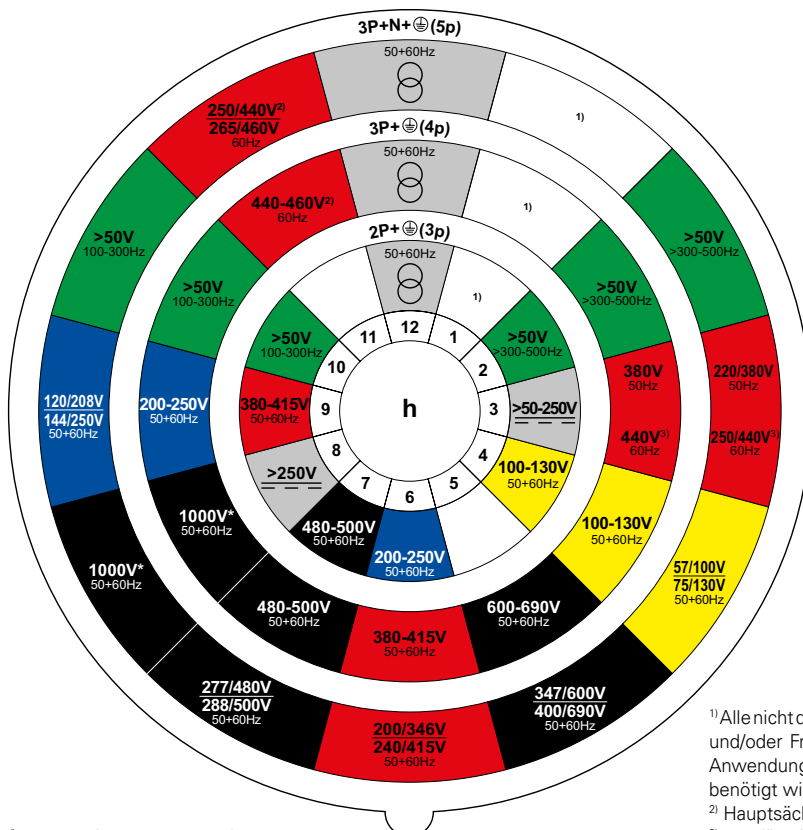 3P+N+⏚(5p)
50+60Hz
1)
>50V
>300-500Hz
220/380V
50Hz
250/440V³⁾
60Hz
57/100V
75/130V
50+60Hz
347/600V
400/690V
50+60Hz
200/346V
240/415V
50+60Hz
277/480V
288/500V
50+60Hz
1000V*
50+60Hz
120/208V
144/250V
50+60Hz
>50V
100-300Hz
250/440V²⁾
265/460V
60Hz
3P+⏚(4p)
50+60Hz
1)
>50V
>300-500Hz
380V
50Hz
440V³⁾
60Hz
100-130V
50+60Hz
600-690V
50+60Hz
380-415V
50+60Hz
480-500V
50+60Hz
1000V*
50+60Hz
200-250V
50+60Hz
>50V
100-300Hz
440-460V²⁾
60Hz
2P+⏚(3p)
50+60Hz
1)
>50V
>300-500Hz
>50-250V
100-130V
50+60Hz
200-250V
50+60Hz
480-500V
50+60Hz
>250V
380-415V
50+60Hz
>50V
100-300Hz
12
1
2
3
4
5
6
7
8
9
10
11
h
¹⁾ Alle nicht
und/oder
Anwendung
benötigt
²⁾